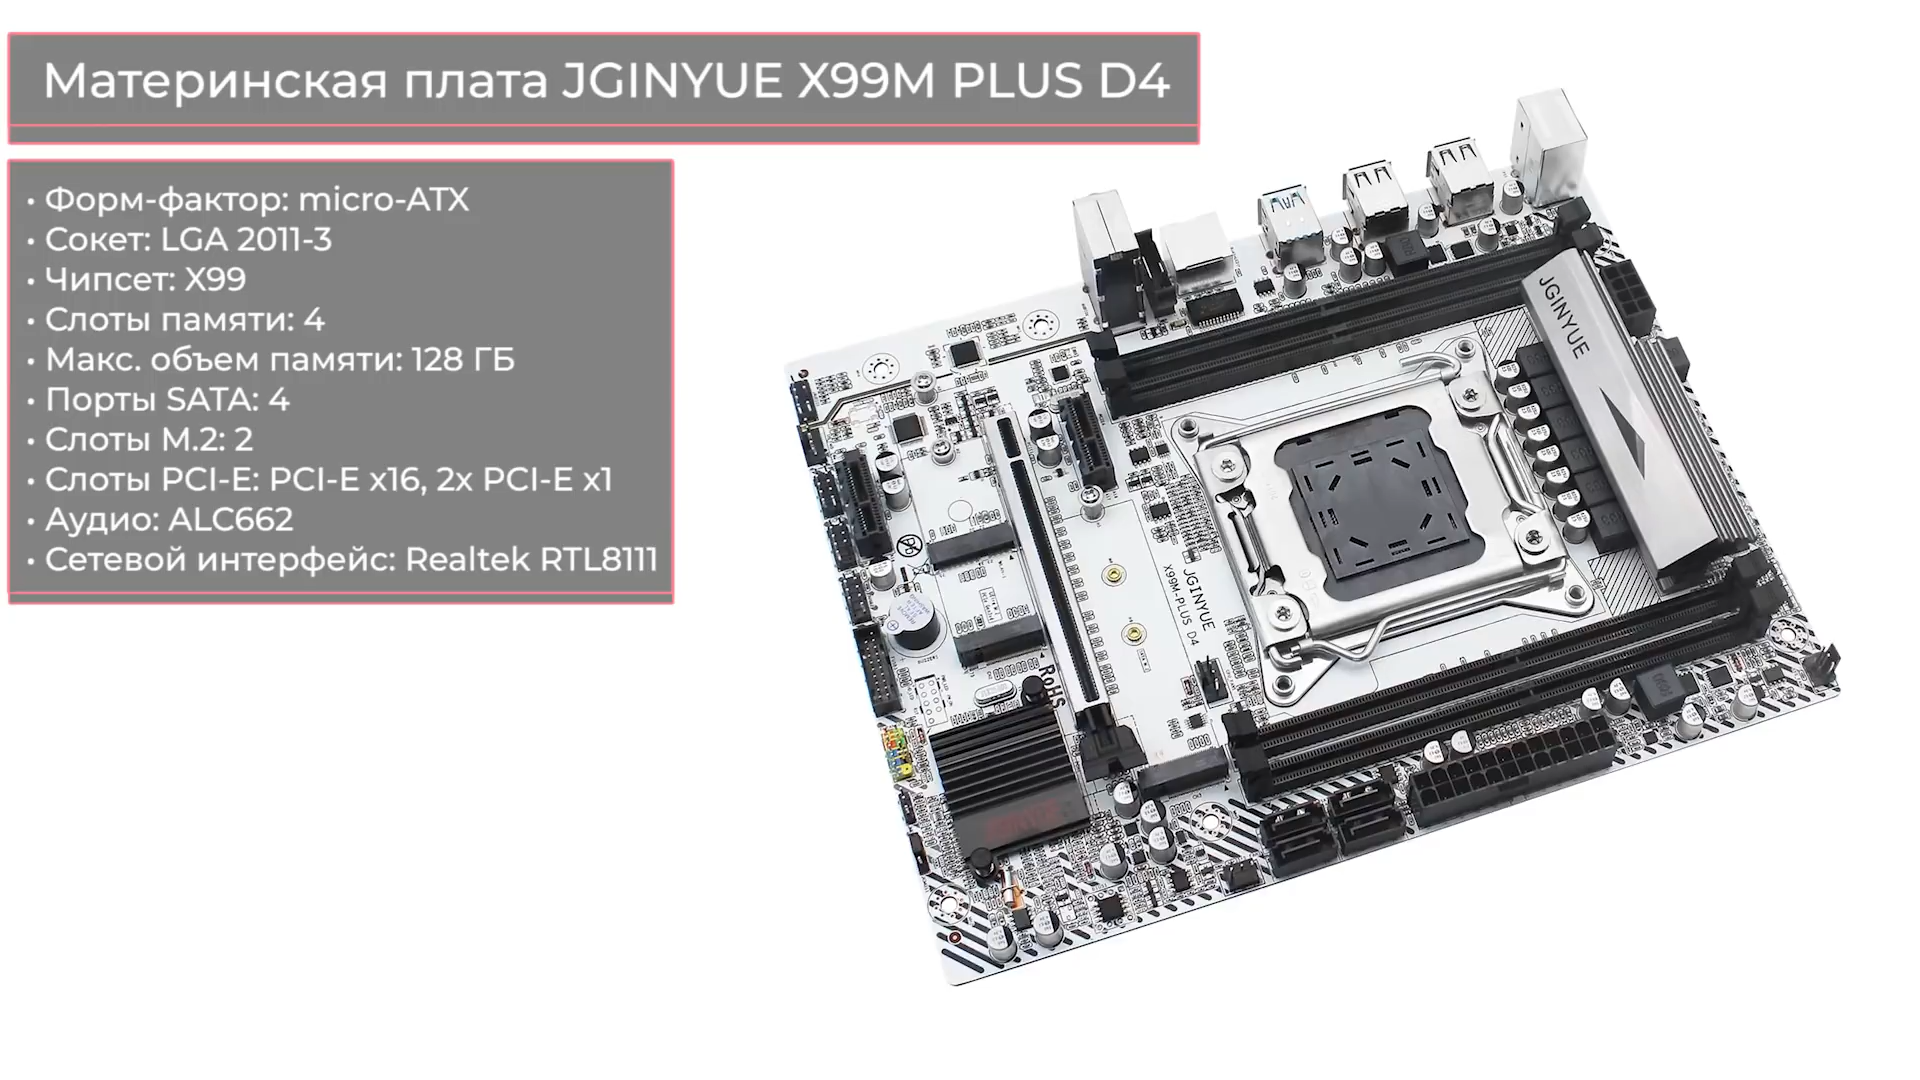 Материнская плата JGINYUE X99M PLUS D4
• Форм-фактор: micro-ATX
• Сокет: LGA 2011-3
• Чипсет: X99
• Слоты памяти: 4
• Макс. объем памяти: 128 ГБ
• Порты SATA: 4
• Слоты M.2: 2
• Слоты PCI-E: PCI-E x16, 2x PCI-E x1
• Аудио: ALC662
• Сетевой интерфейс: Realtek RTL8111
JGINYUE
JGINYUE
X99M-PLUS D4
RoHS